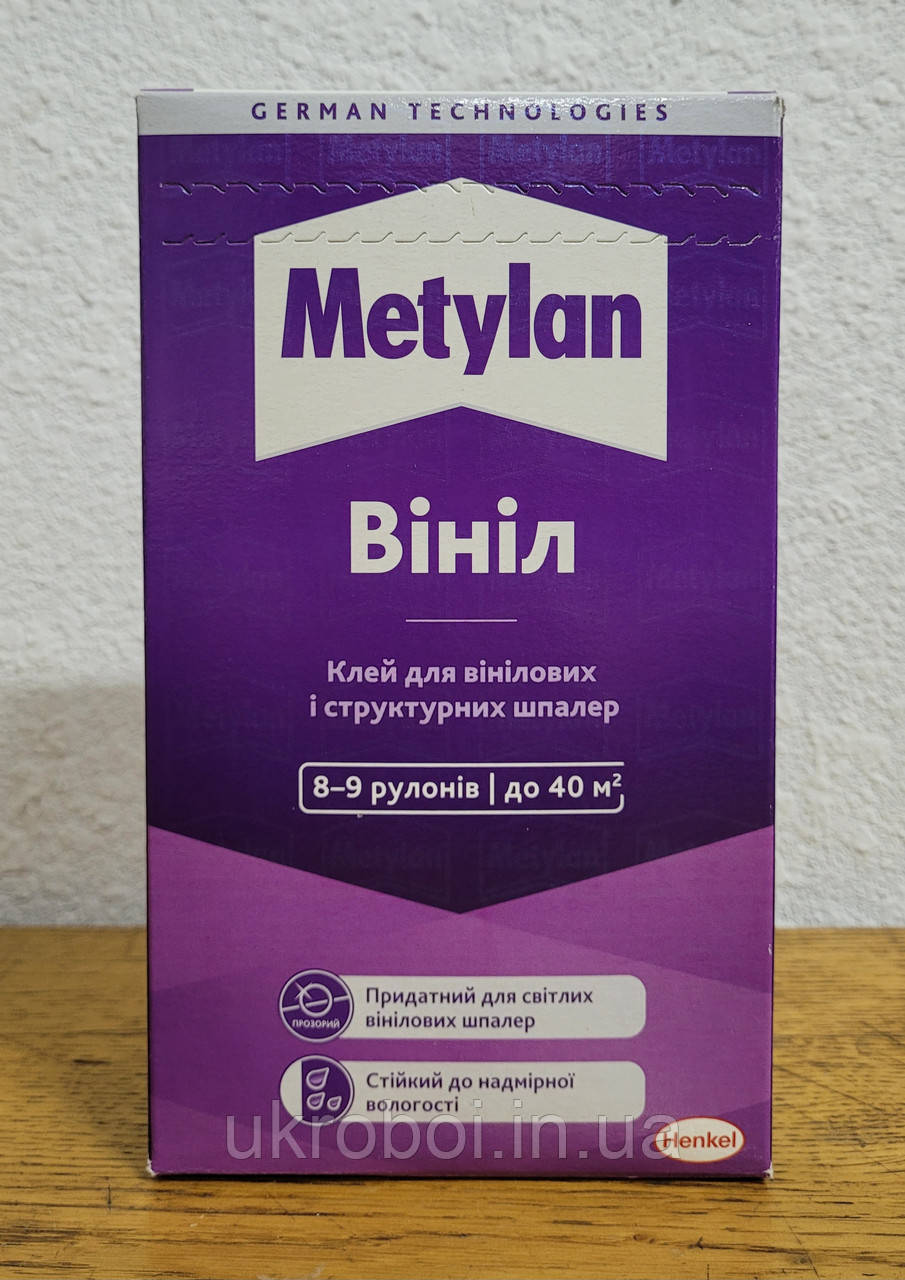 GERMAN TECHNOLOGIES
Metylan
Вініл
Клей для вінілових
і структурних шпалер
8–9 рулонів | до 40 м²
ПРОЗОРИЙ
Придатний для світлих
вінілових шпалер
Стійкий до надмірної
вологості
ukroboi.in.ua
Henkel